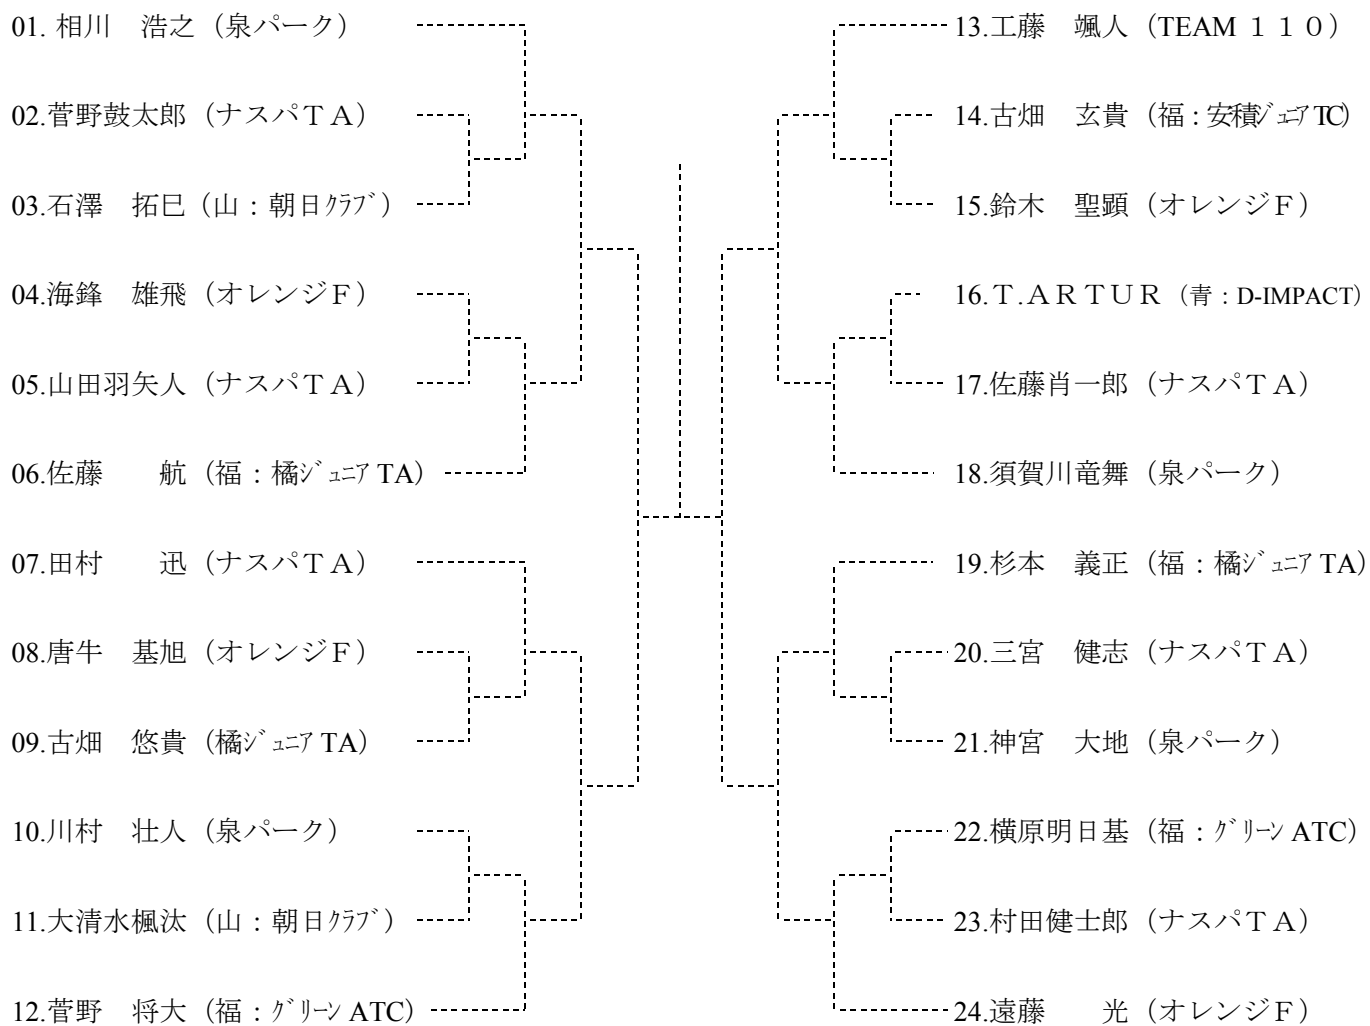 01. 相川　浩之（泉パーク）
02.菅野鼓太郎（ナスパＴＡ）
03.石澤　拓巳（山：朝日ｸﾗﾌﾞ）
04.海鋒　雄飛（オレンジＦ）
05.山田羽矢人（ナスパＴＡ）
06.佐藤　　航（福：橘ｼﾞｭﾆｱ TA）
07.田村　　迅（ナスパＴＡ）
08.唐牛　基旭（オレンジＦ）
09.古畑　悠貴（橘ｼﾞｭﾆｱ TA）
10.川村　壮人（泉パーク）
11.大清水楓汰（山：朝日ｸﾗﾌﾞ）
12.菅野　将大（福：ｸﾞﾘｰﾝ ATC）
13.工藤　颯人（TEAM １１０）
14.古畑　玄貴（福：安積ｼﾞｭﾆｱ TC）
15.鈴木　聖顕（オレンジＦ）
16.Ｔ.ＡＲＴＵＲ（青：D-IMPACT）
17.佐藤肖一郎（ナスパＴＡ）
18.須賀川竜舞（泉パーク）
19.杉本　義正（福：橘ｼﾞｭﾆｱ TA）
20.三宮　健志（ナスパＴＡ）
21.神宮　大地（泉パーク）
22.横原明日基（福：ｸﾞﾘｰﾝ ATC）
23.村田健士郎（ナスパＴＡ）
24.遠藤　　光（オレンジＦ）